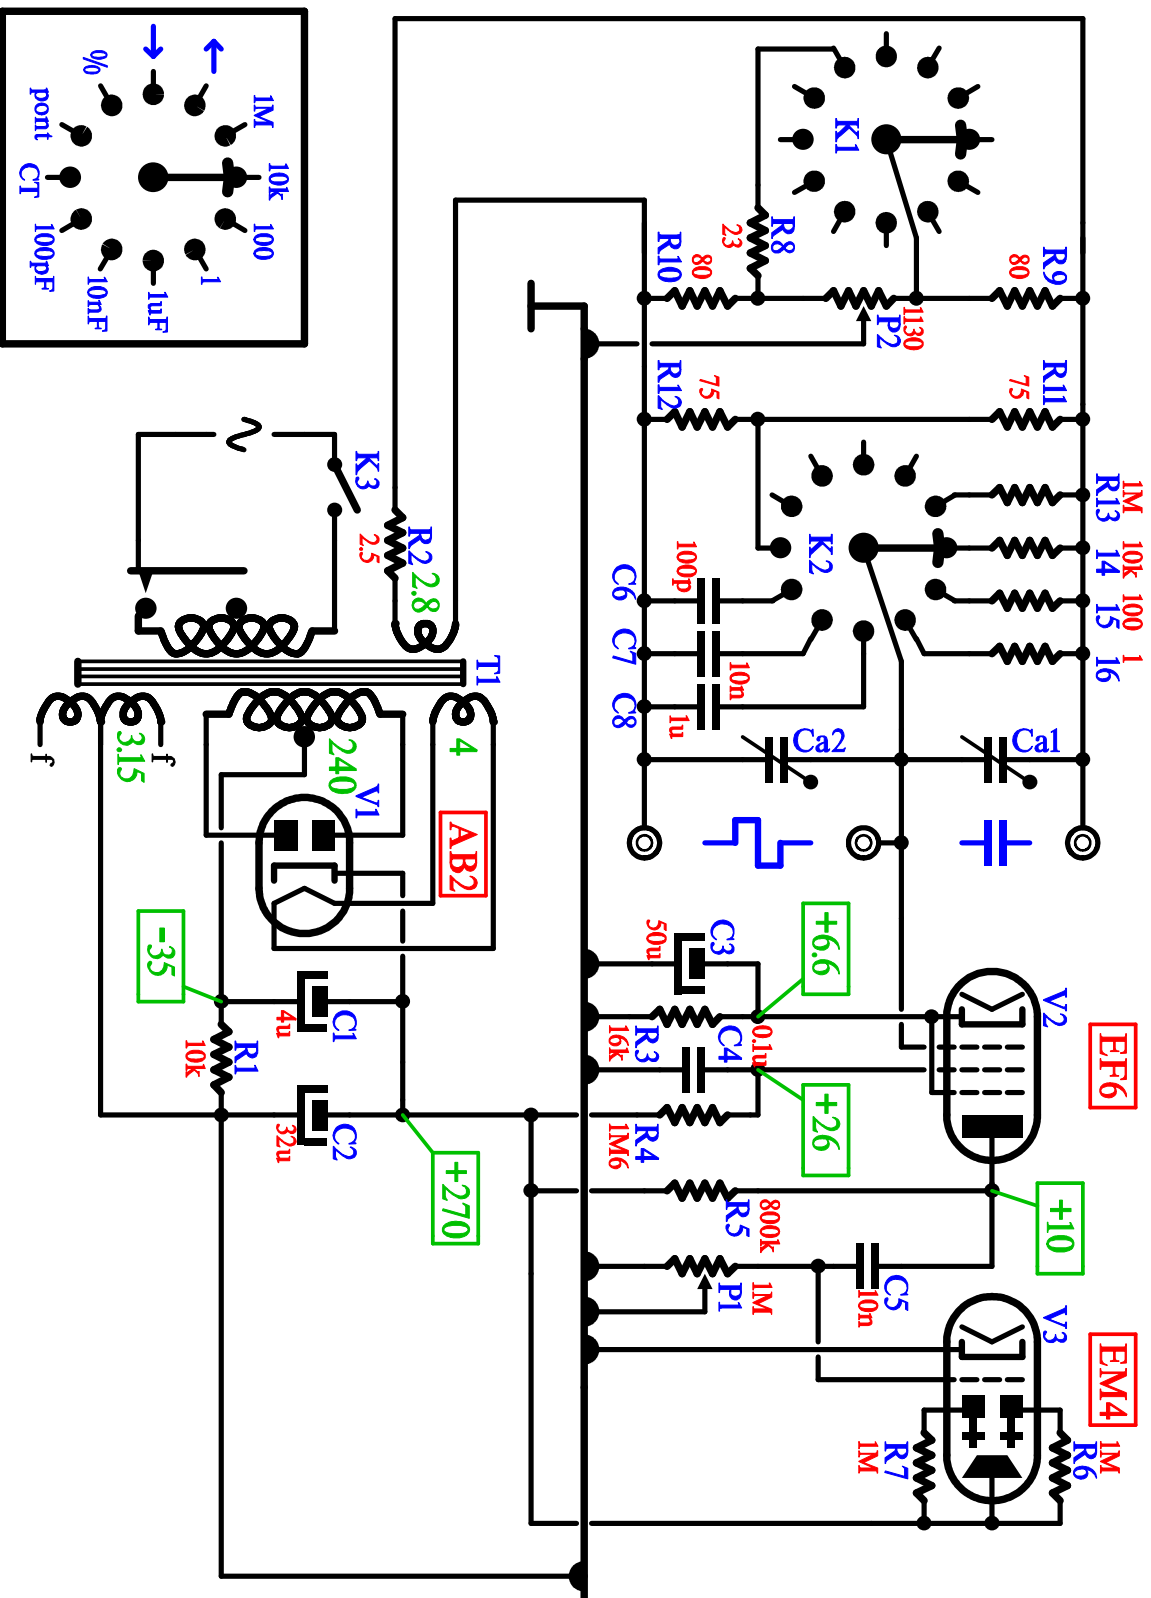 1M
10k
100
1
R13
14
15
16
EF6
EM4
1M
R9
80
R11
75
Ca1
V2
V3
+10
R6
P2
1130
K1
K2
Ca2
C5
10n
R7
1M
+6.6
+26
R8
23
C3
50u
C4
0.1u
R5
800k
P1
1M
R10
80
R12
75
100p
10n
1u
C6
C7
C8
R3
16k
R4
1M6
T1
4
AB2
+270
R2
2.5
2.8
K3
V1
240
C1
4u
C2
32u
R1
10k
-35
3.15
f
f
1M
10k
100
1
1uF
10nF
100pF
CT
pont
%